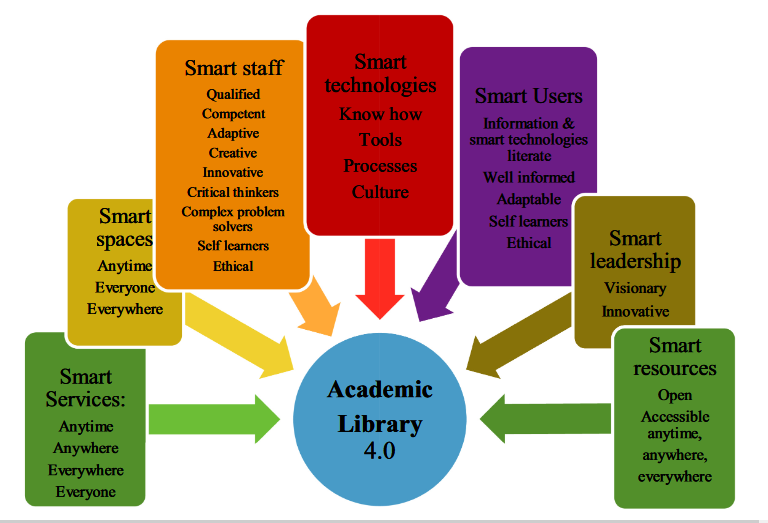 Smart
Services:
Anytime
Anywhere
Everywhere
Everyone
Smart
spaces
Anytime
Everyone
Everywhere
Smart staff
Qualified
Competent
Adaptive
Creative
Innovative
Critical thinkers
Complex problem
solvers
Self learners
Ethical
Smart
technologies
Know how
Tools
Processes
Culture
Smart Users
Information &
smart technologies
literate
Well informed
Adaptable
Self learners
Ethical
Smart
leadership
Visionary
Innovative
Smart
resources
Open
Accessible
anytime,
anywhere,
everywhere
Academic
Library
4.0